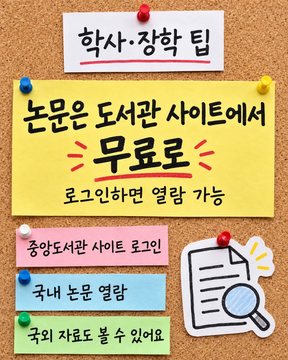 학사·장학 팁
논문은 도서관 사이트에서
무료로
로그인하면 열람 가능
중앙도서관 사이트 로그인
국내 논문 열람
국외 자료도 볼 수 있어요